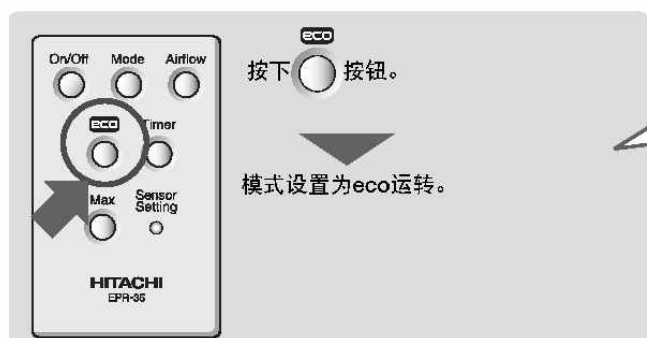 On/Off Mode Airflow
eco Timer
Max Sensor Setting
HITACHI
EPR-35
eco
按下 按钮。
模式设置为eco运转。